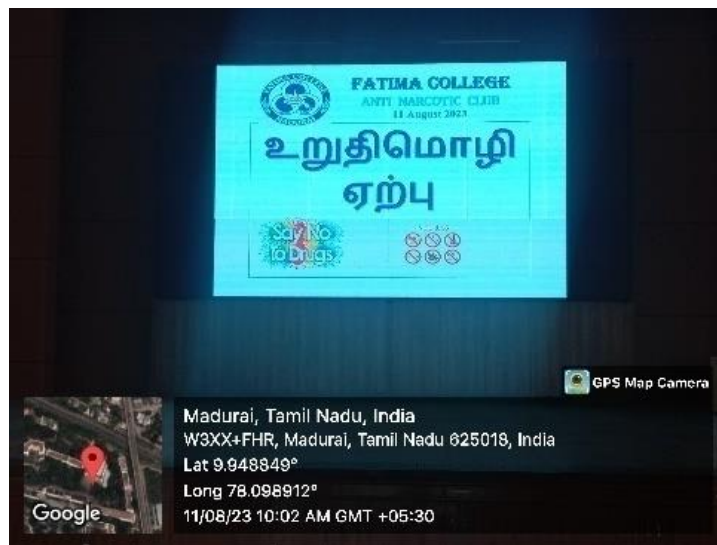 FATIMA COLLEGE
ANTI NARCOTIC CLUB
11 August 2023
உறுதிமொழி
ஏற்பு
Say No
To Drugs
GPS Map Camera
Madurai, Tamil Nadu, India
W3XX+FHR, Madurai, Tamil Nadu 625018, India
Lat 9.948849°
Long 78.098912°
11/08/23 10:02 AM GMT +05:30
Google